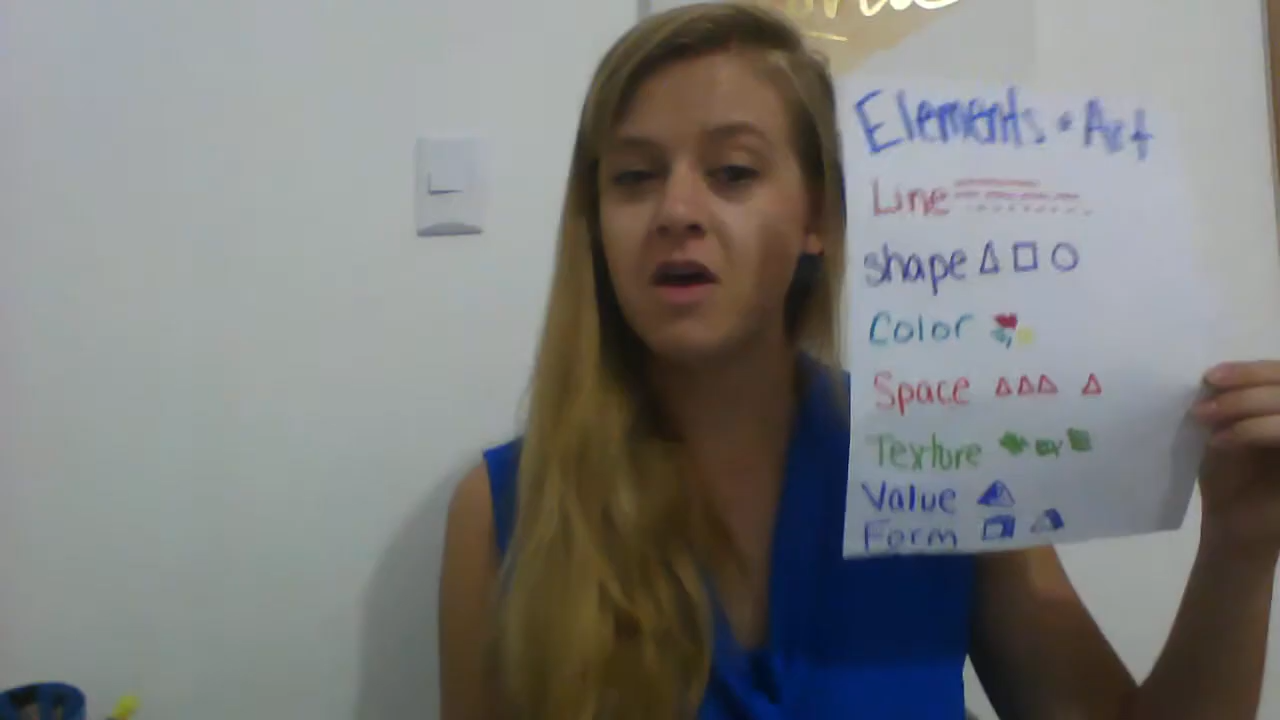 Elements • Art
Line
shape
Color
Space
Texture
Value
Form